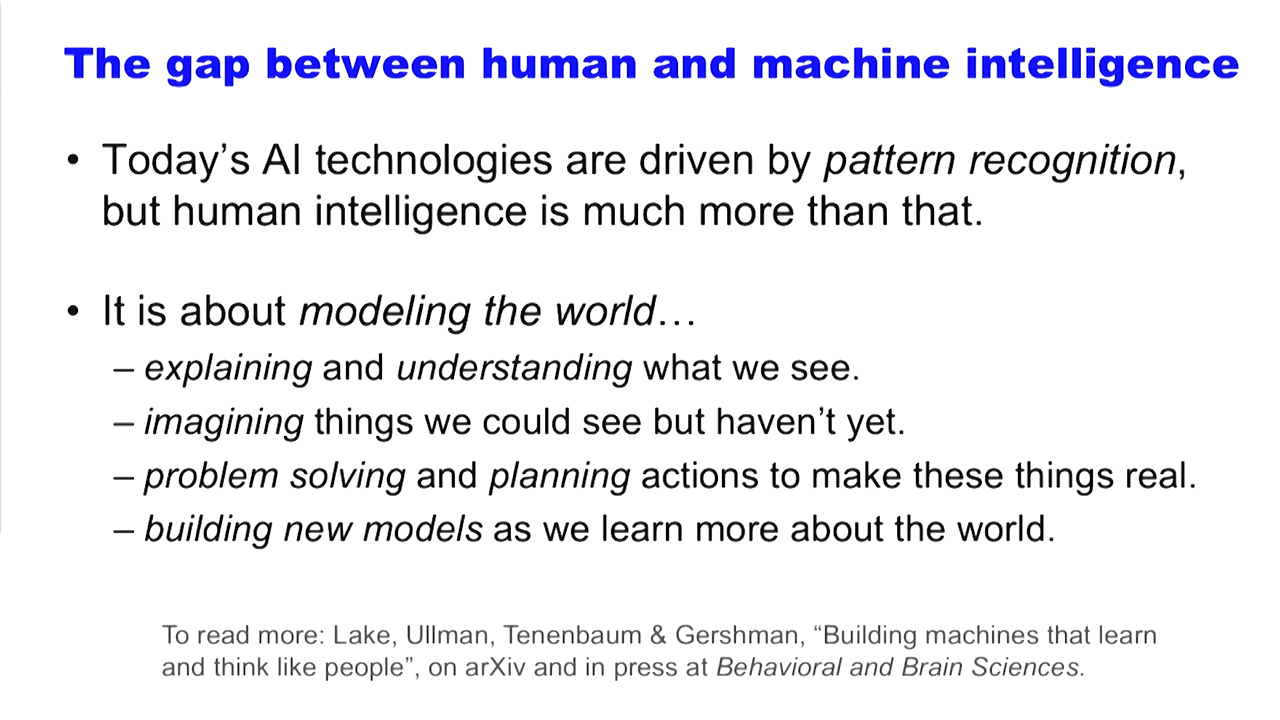 The gap between human and machine intelligence
• Today’s AI technologies are driven by pattern recognition,
but human intelligence is much more than that.
• It is about modeling the world…
– explaining and understanding what we see.
– imagining things we could see but haven’t yet.
– problem solving and planning actions to make these things real.
– building new models as we learn more about the world.
To read more: Lake, Ullman, Tenenbaum & Gershman, “Building machines that learn
and think like people”, on arXiv and in press at Behavioral and Brain Sciences.